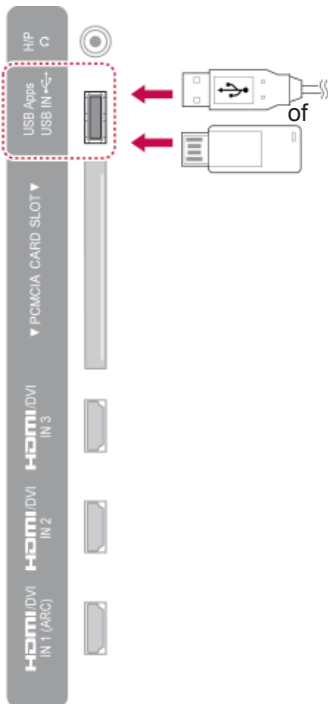 H/P
USB Apps
USB IN
of
▼ PCMCIA CARD SLOT ▼
HDMI/DVI
IN 3
HDMI/DVI
IN 2
HDMI/DVI
IN 1 (ARC)